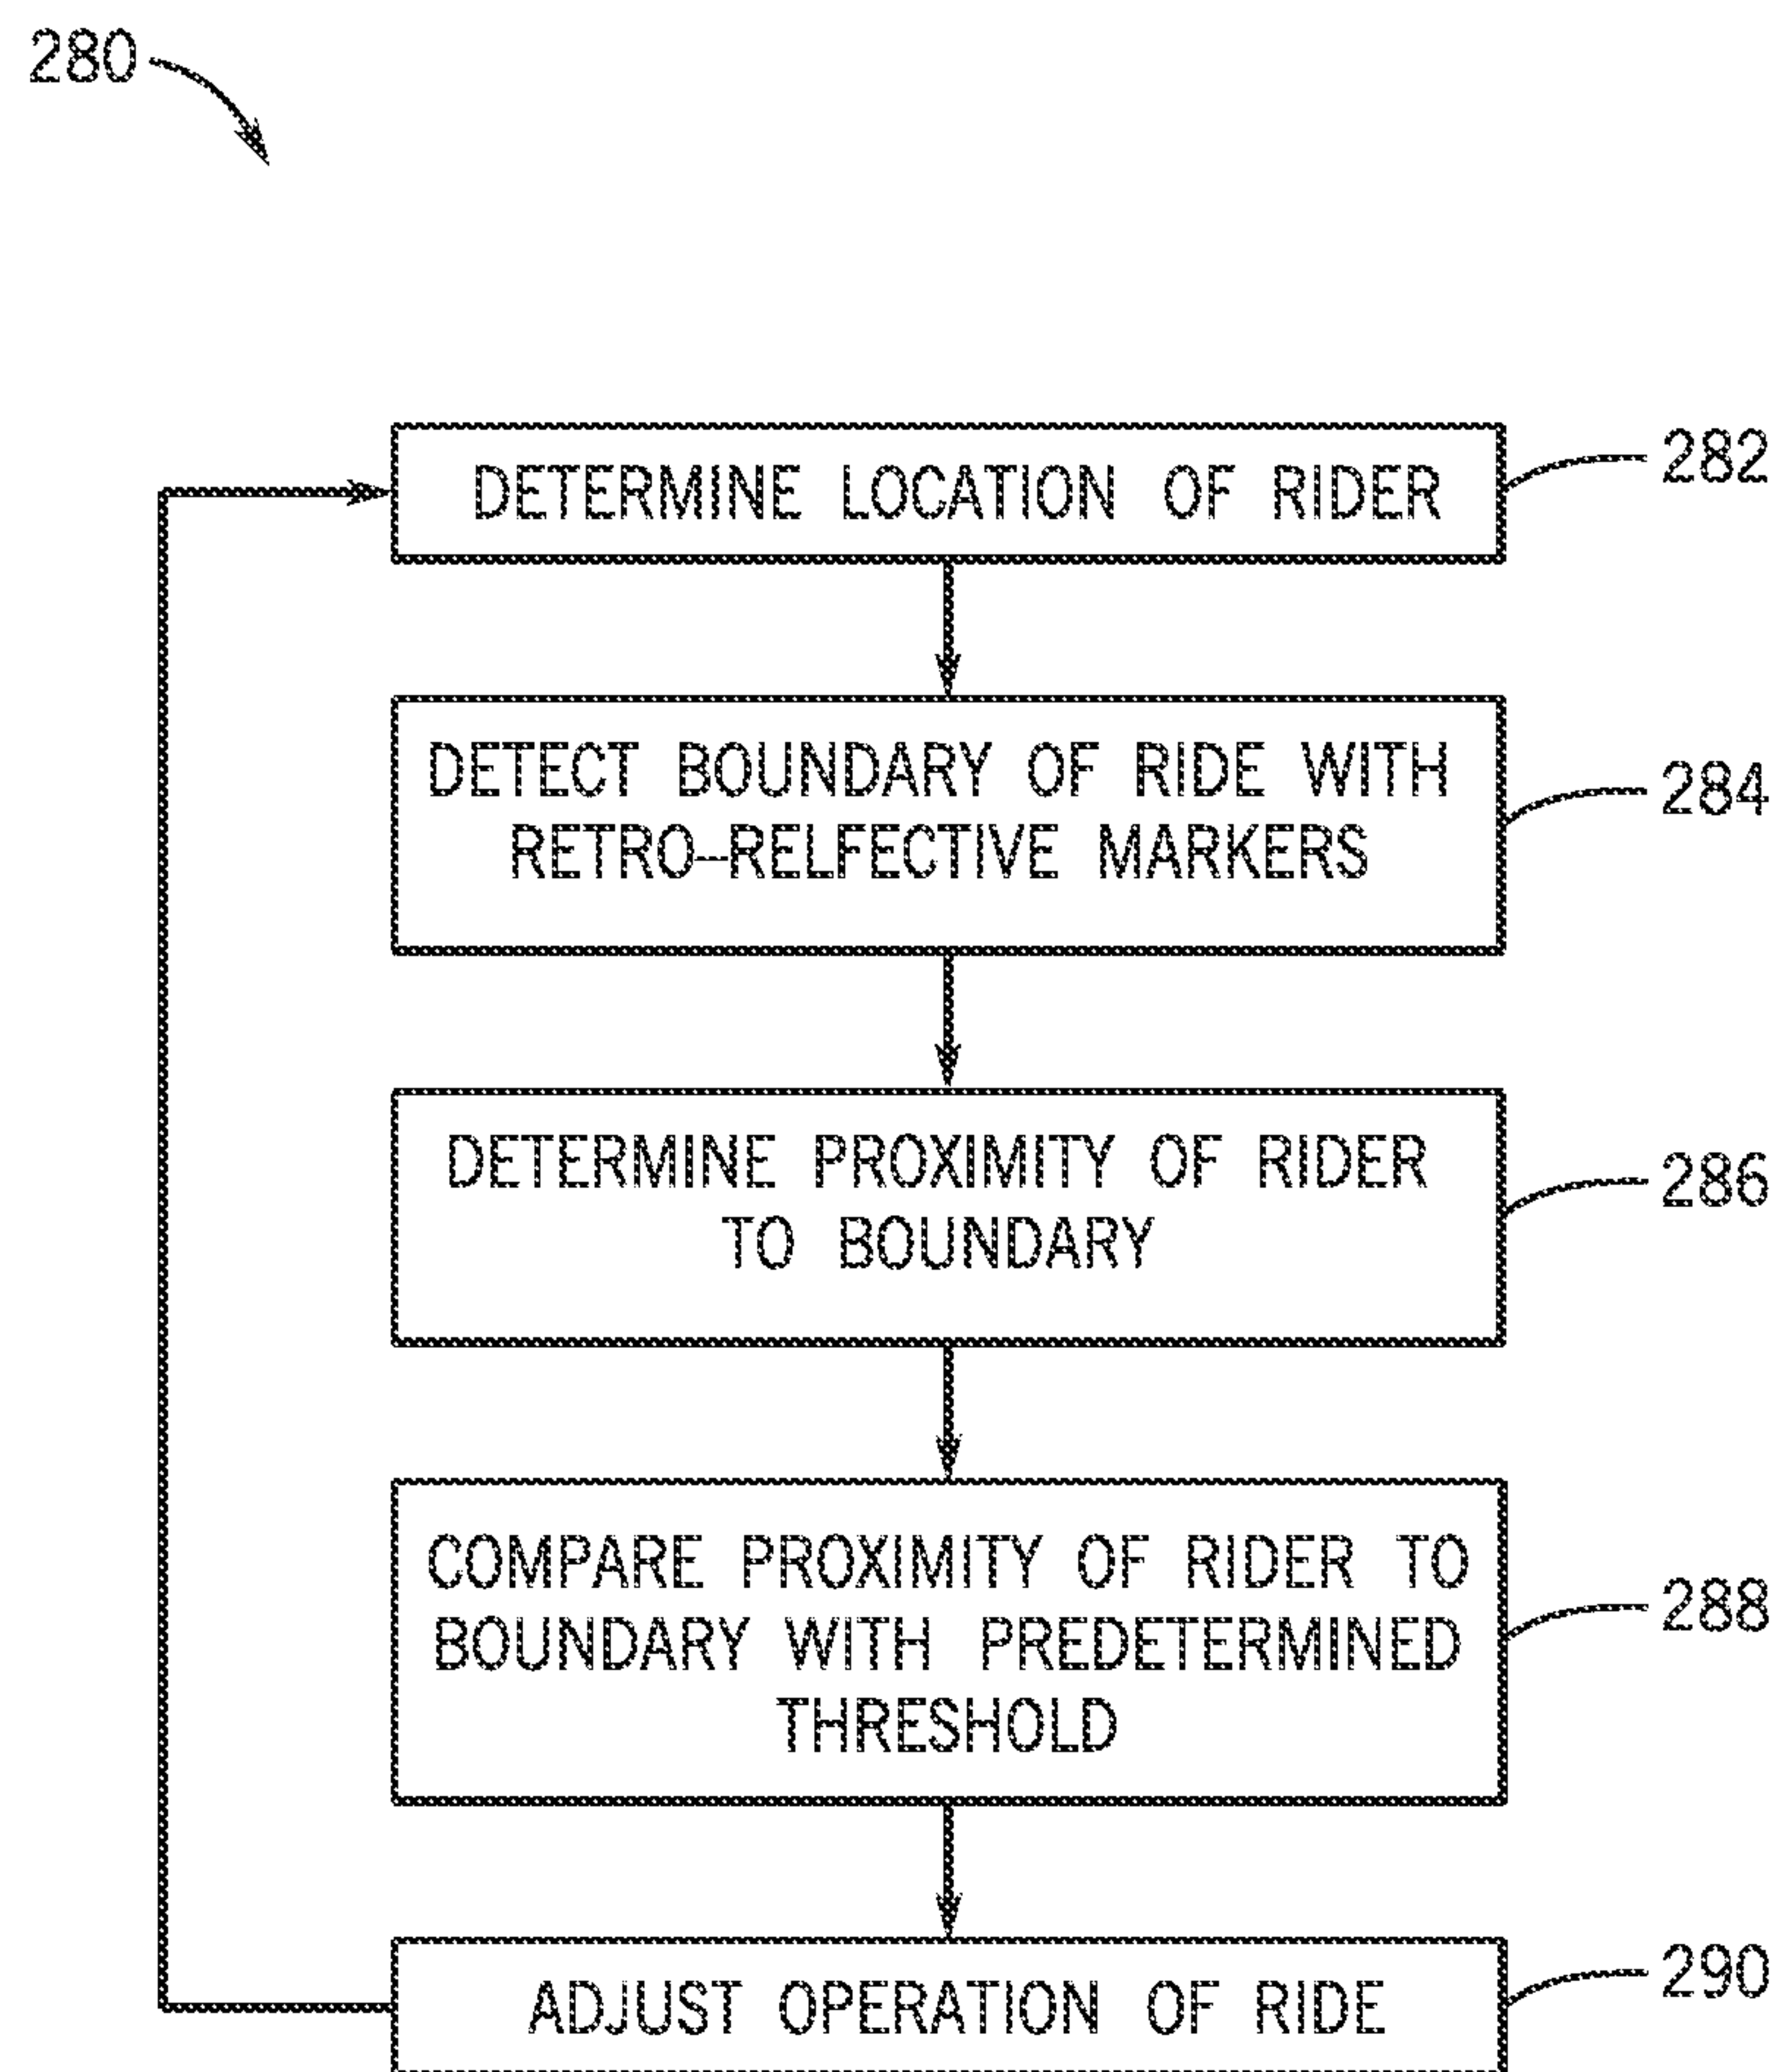 280
DETERMINE LOCATION OF RIDER
282
DETECT BOUNDARY OF RIDE WITH
RETRO-RELFECTIVE MARKERS
284
DETERMINE PROXIMITY OF RIDER
TO BOUNDARY
286
COMPARE PROXIMITY OF RIDER TO
BOUNDARY WITH PREDETERMINED
THRESHOLD
288
ADJUST OPERATION OF RIDE
290